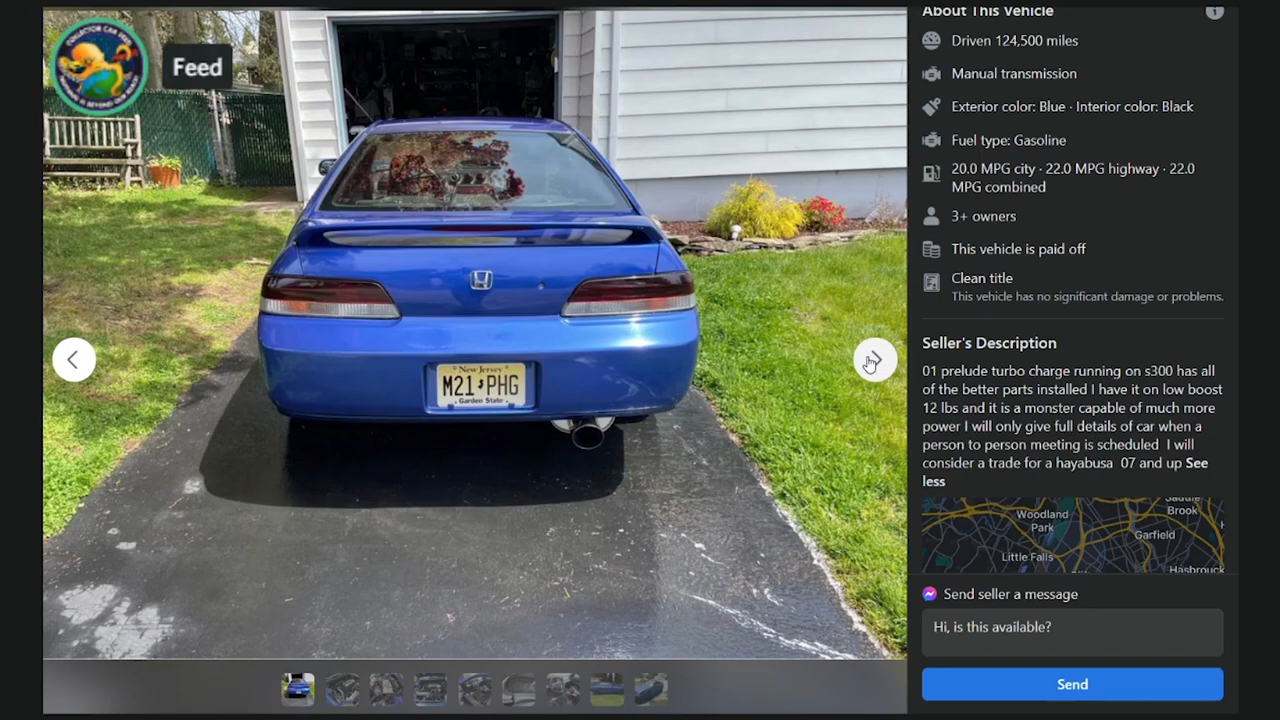 COLLECTOR CAR FEED
Feed
New Jersey
M21 PHG
Garden State
About This Vehicle
Driven 124,500 miles
Manual transmission
Exterior color: Blue · Interior color: Black
Fuel type: Gasoline
20.0 MPG city · 22.0 MPG highway · 22.0
MPG combined
3+ owners
This vehicle is paid off
Clean title
This vehicle has no significant damage or problems.
Seller's Description
01 prelude turbo charge running on s300 has all
of the better parts installed I have it on low boost
12 lbs and it is a monster capable of much more
power I will only give full details of car when a
person to person meeting is scheduled  I will
consider a trade for a hayabusa  07 and up See
less
Saddle
Brook
Woodland
Park
Garfield
Little Falls
Hasbrouck
Send seller a message
Hi, is this available?
Send